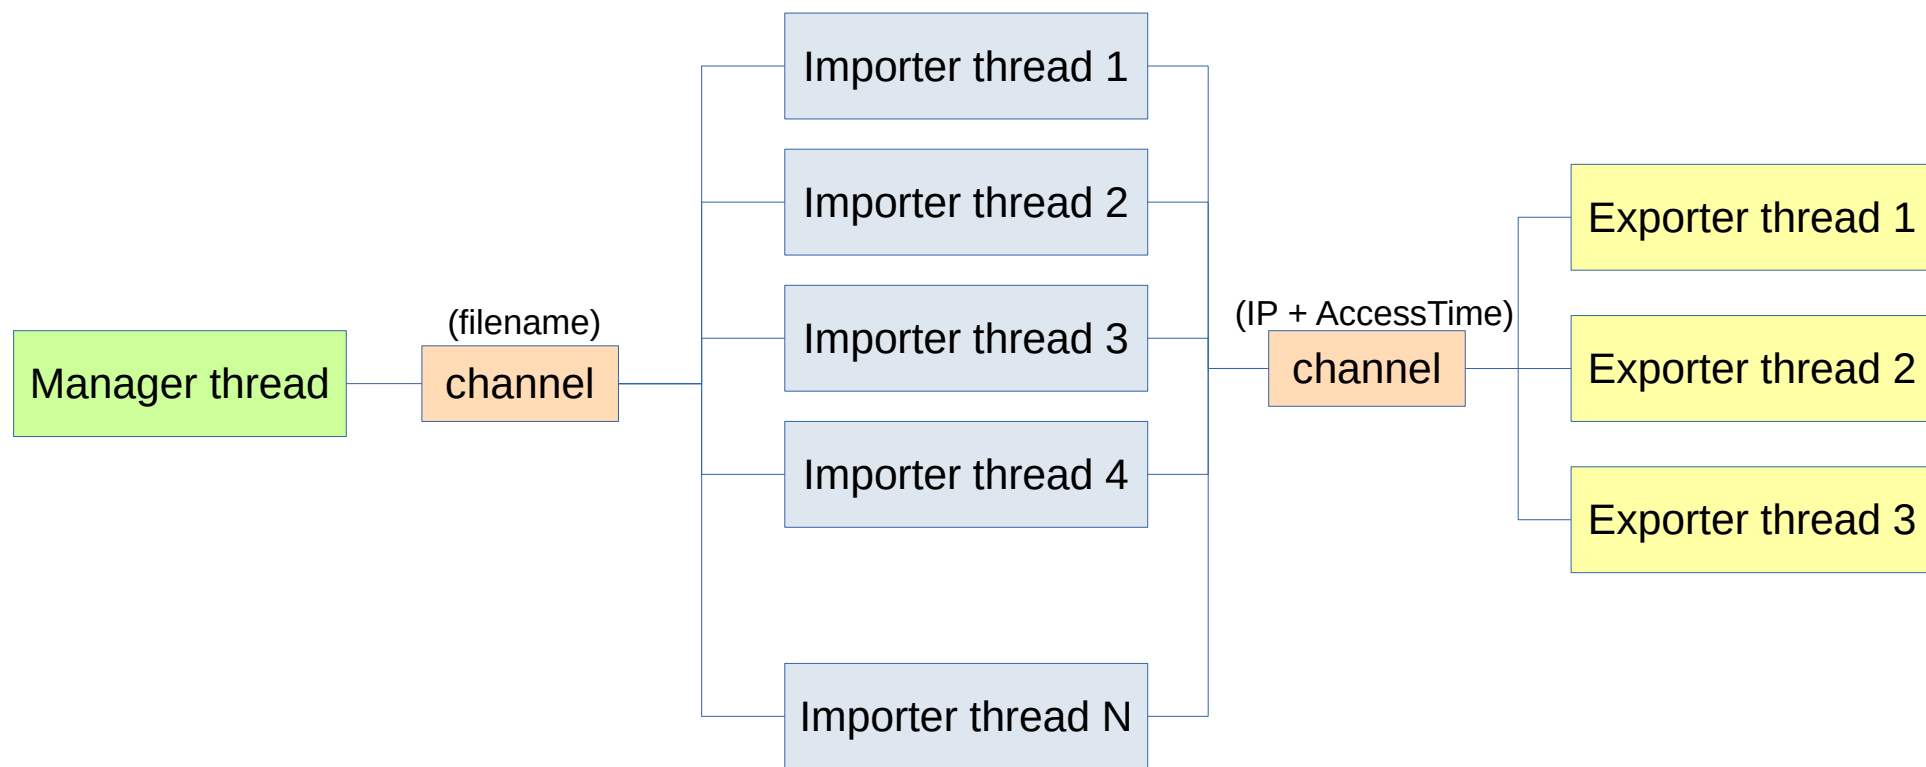 Manager thread
(filename)
channel
Importer thread 1
Importer thread 2
Importer thread 3
Importer thread 4
Importer thread N
(IP + AccessTime)
channel
Exporter thread 1
Exporter thread 2
Exporter thread 3